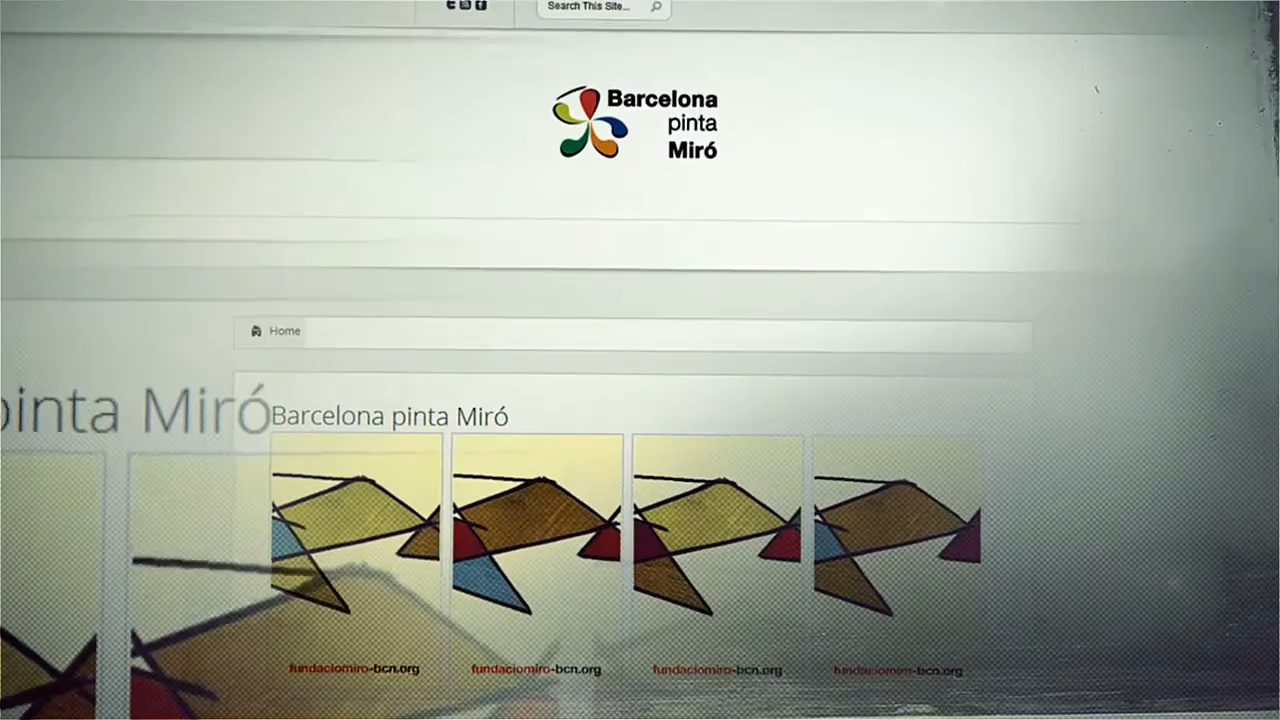 Search This Site...
Barcelona
pinta
Miró
Home
pinta Miró
Barcelona pinta Miró
fundaciomiro-bcn.org
fundaciomiro-bcn.org
fundaciomiro-bcn.org
fundaciomiro-bcn.org